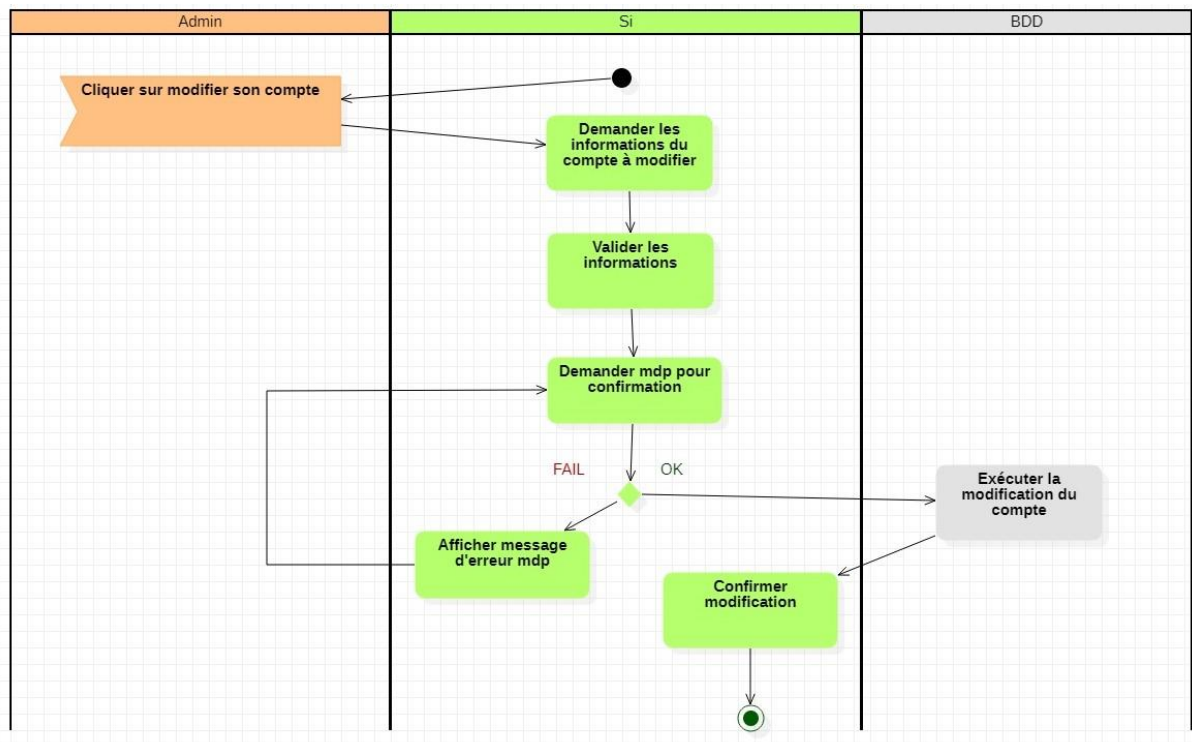 Admin
Si
BDD
Cliquer sur modifier son compte
Demander les
informations du
compte à modifier
Valider les
informations
Demander mdp pour
confirmation
FAIL
OK
Exécuter la
modification du
compte
Afficher message
d'erreur mdp
Confirmer
modification